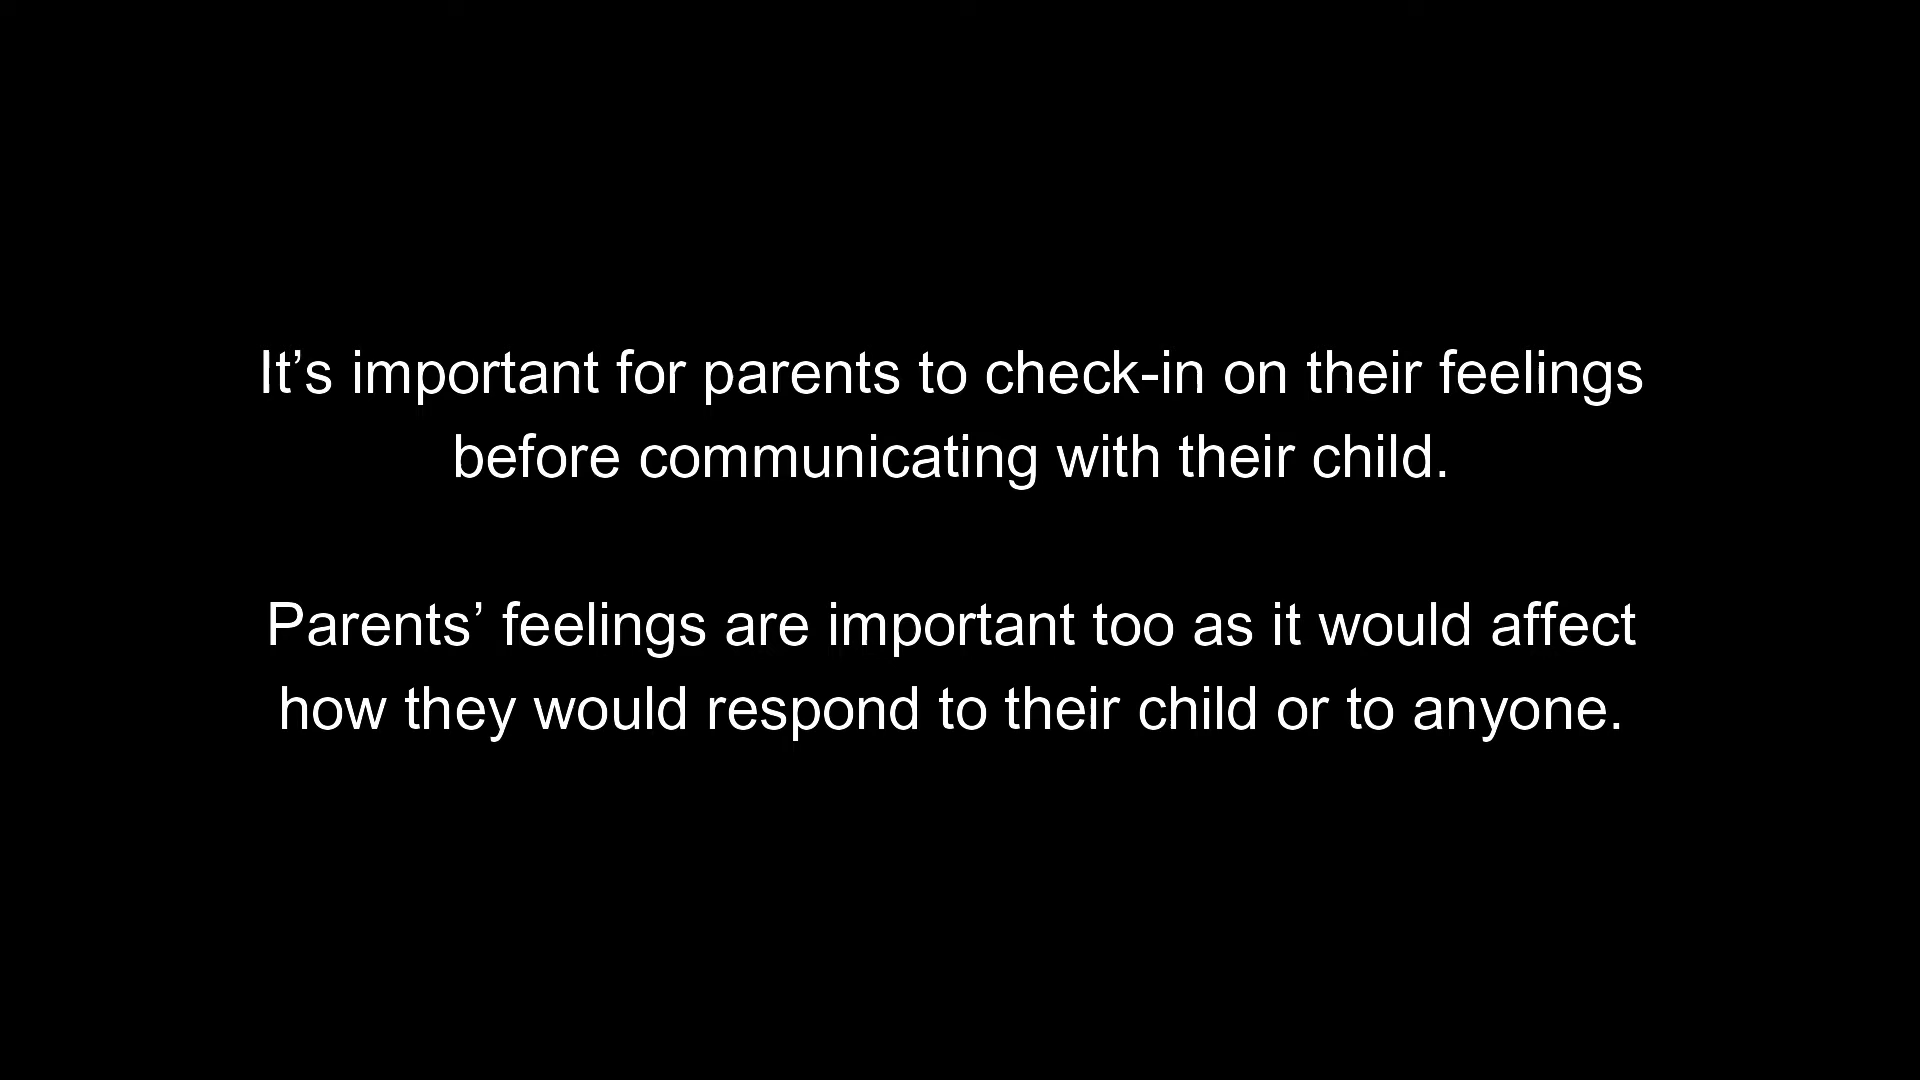 It’s important for parents to check-in on their feelings
before communicating with their child.
Parents’ feelings are important too as it would affect
how they would respond to their child or to anyone.